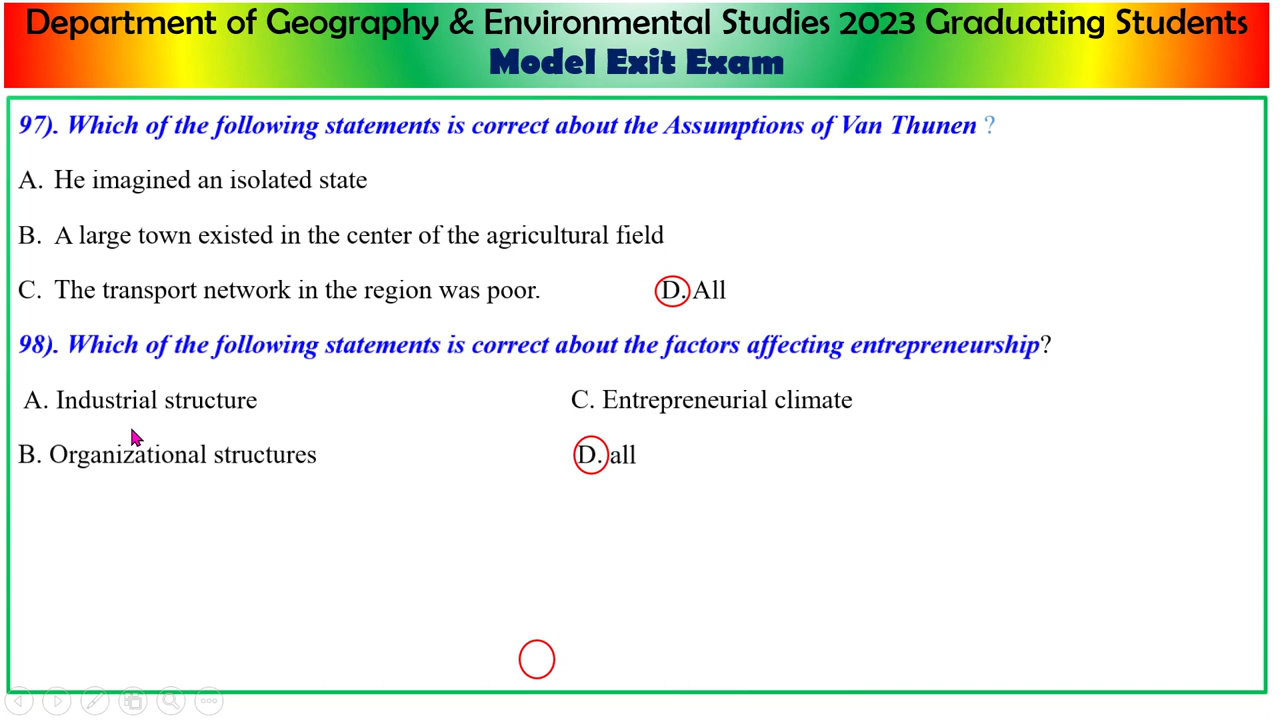 Department of Geography & Environmental Studies 2023 Graduating Students
Model Exit Exam
97). Which of the following statements is correct about the Assumptions of Van Thunen ?
A. He imagined an isolated state
B. A large town existed in the center of the agricultural field
C. The transport network in the region was poor. D. All
98). Which of the following statements is correct about the factors affecting entrepreneurship?
A. Industrial structure C. Entrepreneurial climate
B. Organizational structures D. all